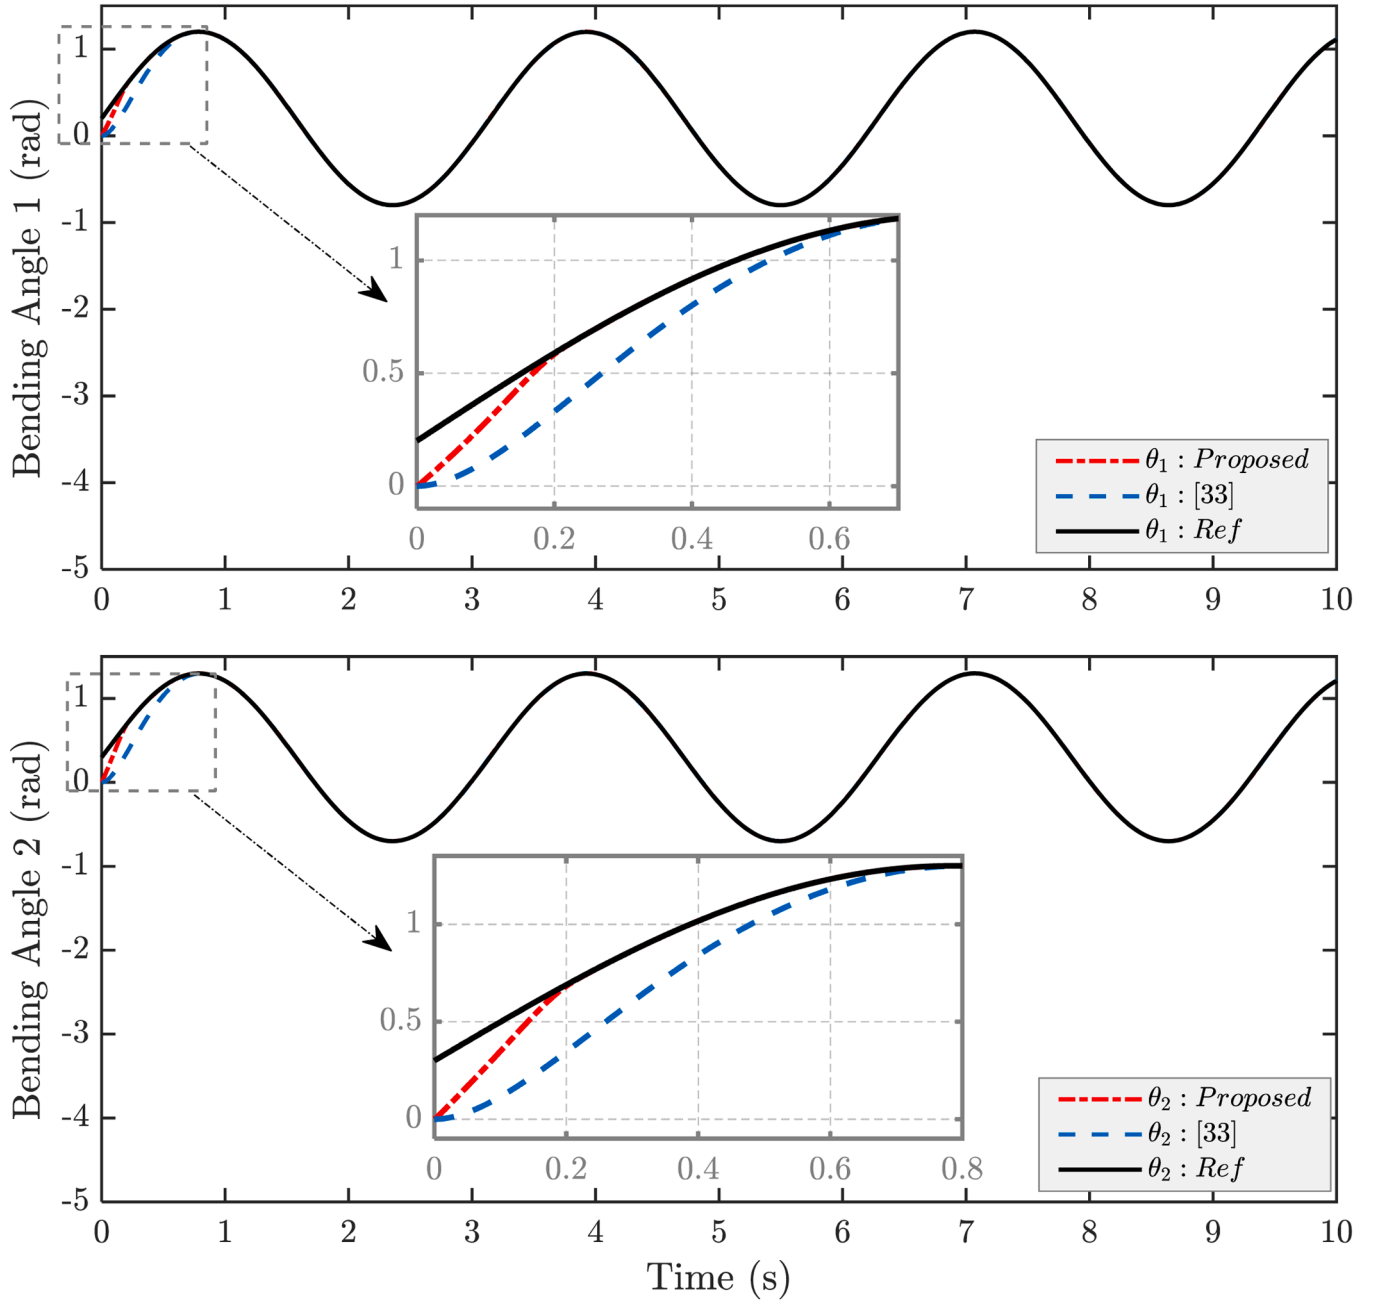 1
0
-1
-2
-3
-4
-5
Bending Angle 1 (rad)
1
0.5
0
0 0.2 0.4 0.6
θ1 : Proposed
θ1 : [33]
θ1 : Ref
0 1 2 3 4 5 6 7 8 9 10
1
0
-1
-2
-3
-4
-5
Bending Angle 2 (rad)
1
0.5
0
0 0.2 0.4 0.6 0.8
θ2 : Proposed
θ2 : [33]
θ2 : Ref
0 1 2 3 4 5 6 7 8 9 10
Time (s)